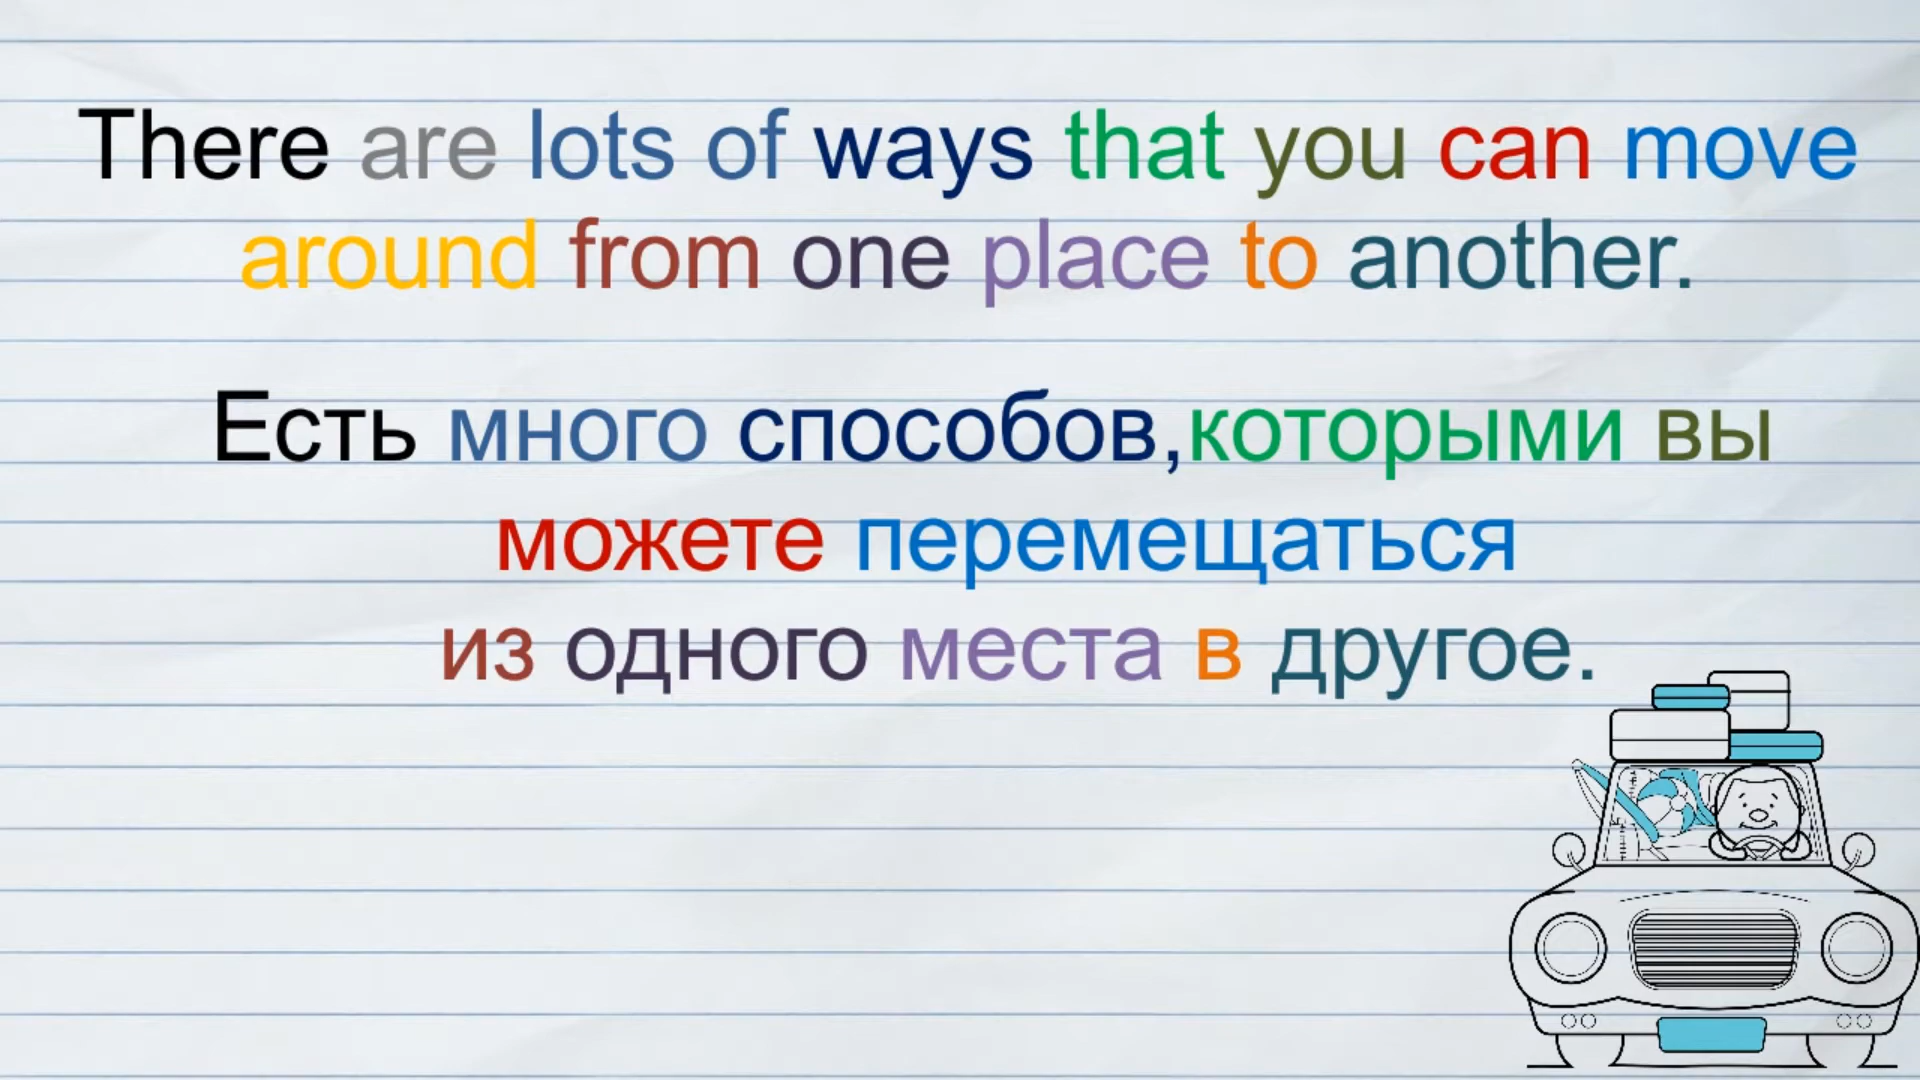 There are lots of ways that you can move
around from one place to another.
Есть много способов,которыми вы
можете перемещаться
из одного места в другое.